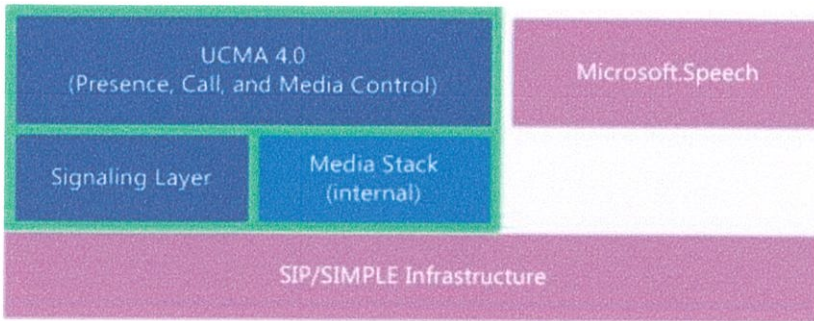 UCMA 4.0
(Presence, Call, and Media Control)
Microsoft.Speech
Signaling Layer
Media Stack
(internal)
SIP/SIMPLE Infrastructure